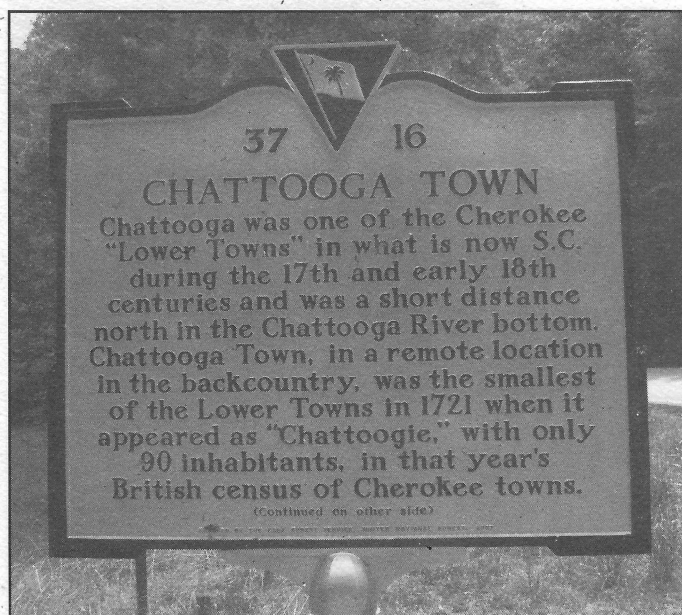 37 16
CHATTOOGA TOWN
Chattooga was one of the Cherokee
"Lower Towns" in what is now S.C.
during the 17th and early 18th
centuries and was a short distance
north in the Chattooga River bottom.
Chattooga Town, in a remote location
in the backcountry, was the smallest
of the Lower Towns in 1721 when it
appeared as "Chattoogie," with only
90 inhabitants, in that year's
British census of Cherokee towns.
(Continued on other side)